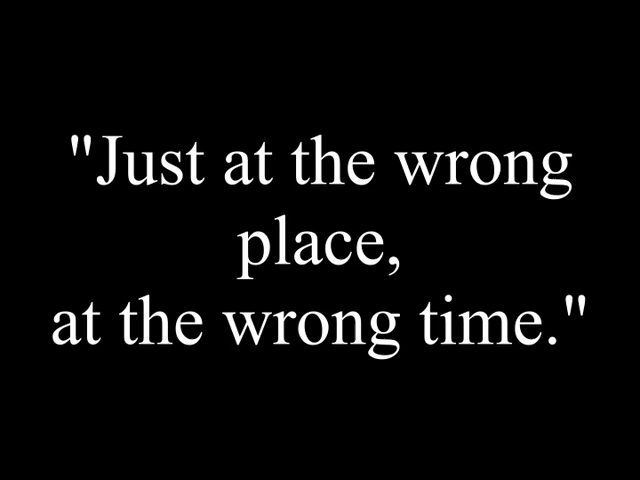 "Just at the wrong
place,
at the wrong time."